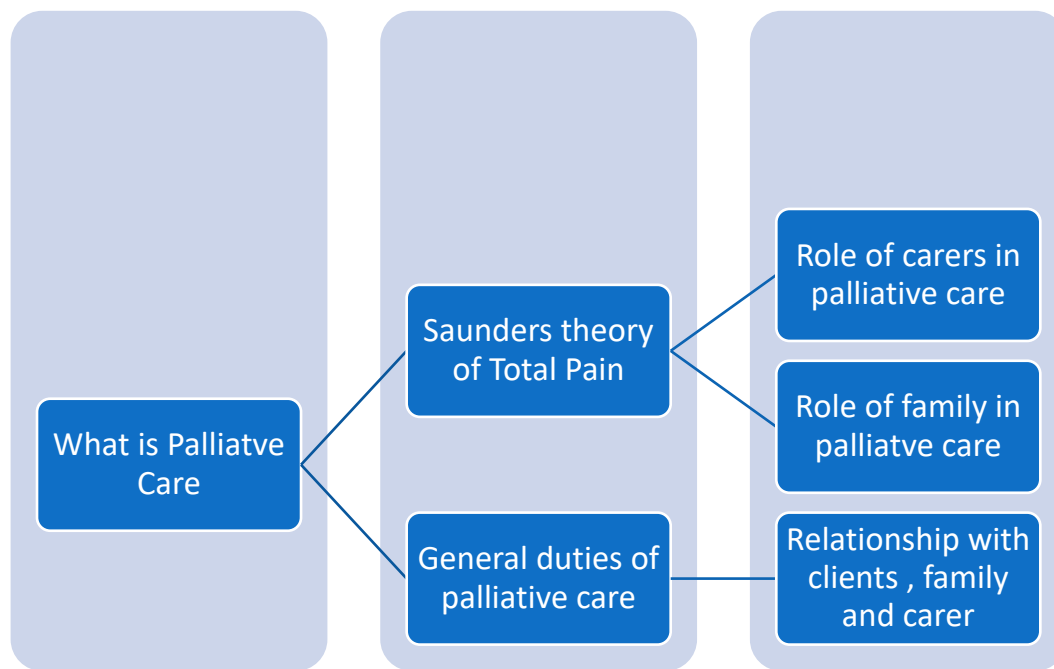 What is Palliatve
Care
Saunders theory
of Total Pain
General duties of
palliative care
Role of carers in
palliative care
Role of family in
palliatve care
Relationship with
clients , family
and carer